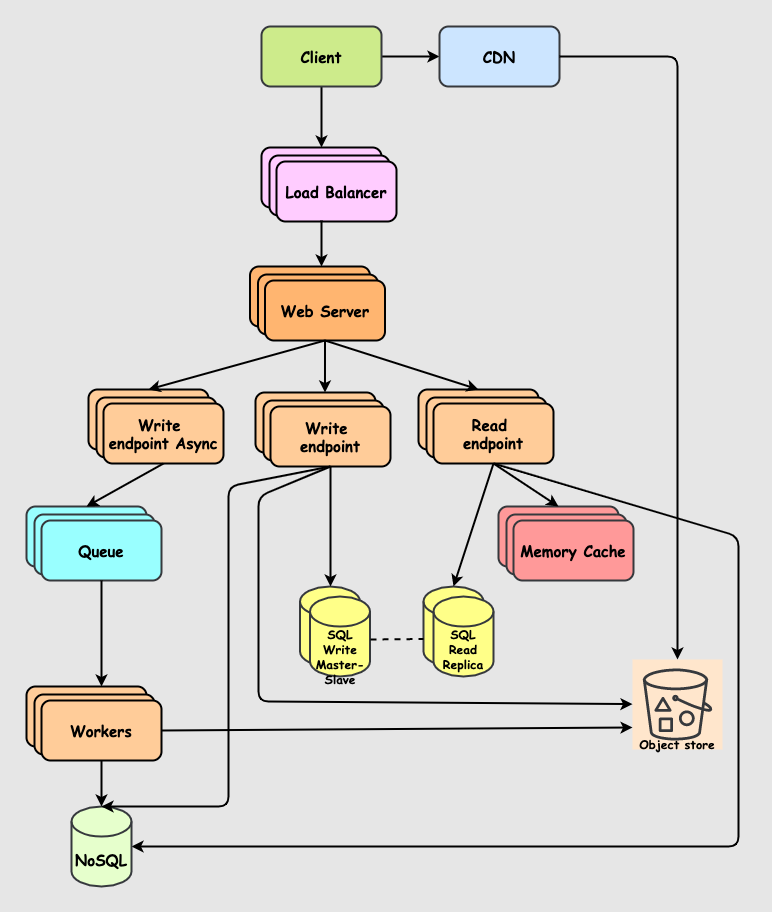 Client
CDN
Load Balancer
Web Server
Write
endpoint Async
Write
endpoint
Read
endpoint
Queue
Memory Cache
SQL
Write
Master-
Slave
SQL
Read
Replica
Workers
Object store
NoSQL